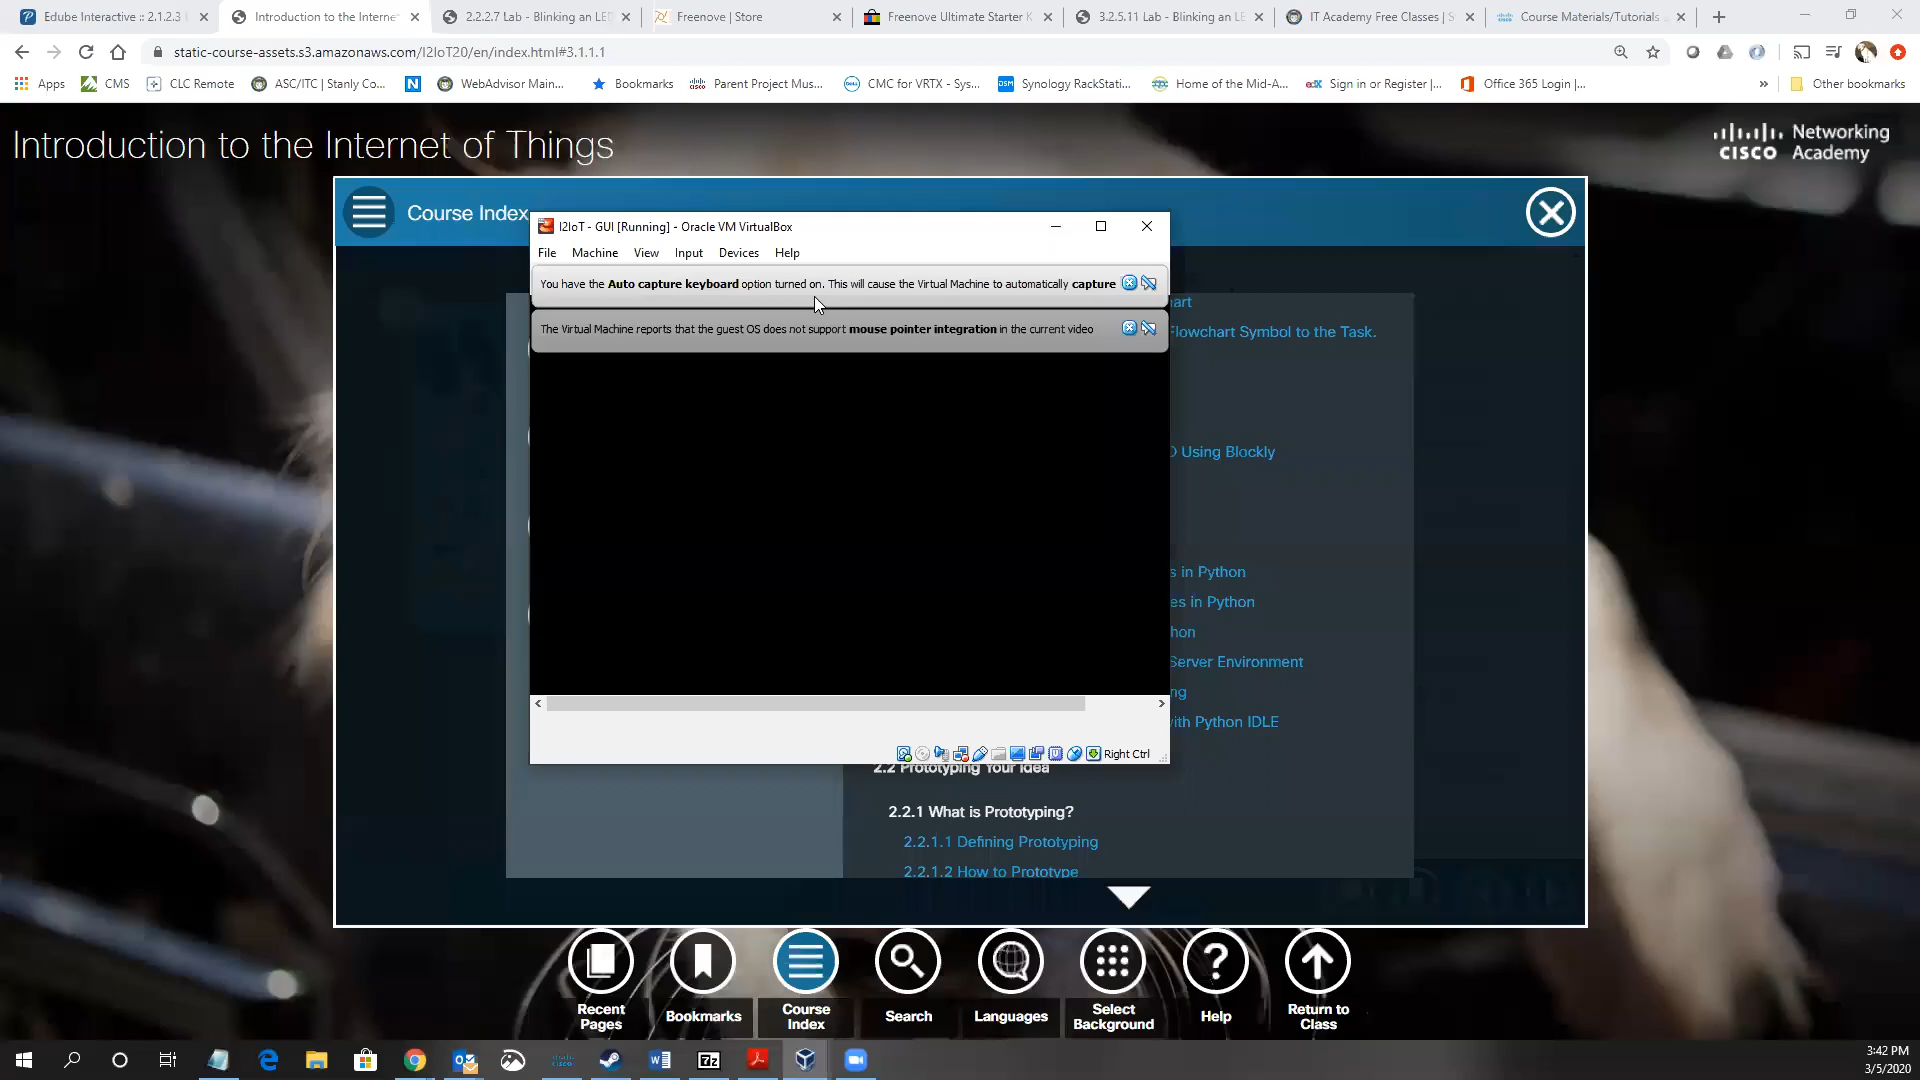 Edube Interactive :: 2.1.2.3
Introduction to the Interne
2.2.2.7 Lab - Blinking an LE
Freenove | Store
Freenove Ultimate Starter K
3.2.5.11 Lab - Blinking an LE
IT Academy Free Classes | S
Course Materials/Tutorials
static-course-assets.s3.amazonaws.com/I2IoT20/en/index.html#3.1.1.1
Apps
CMS
CLC Remote
ASC/ITC | Stanly Co...
WebAdvisor Main...
Bookmarks
Parent Project Mus...
CMC for VRTX - Sys...
Synology RackStati...
Home of the Mid-A...
Sign in or Register |...
Office 365 Login |...
Other bookmarks
Introduction to the Internet of Things
cisco
Networking
Academy
Course Index
I2IoT - GUI [Running] - Oracle VM VirtualBox
File Machine View Input Devices Help
You have the Auto capture keyboard option turned on. This will cause the Virtual Machine to automatically capture
The Virtual Machine reports that the guest OS does not support mouse pointer integration in the current video
Right Ctrl
art
Flowchart Symbol to the Task.
Using Blockly
s in Python
es in Python
hon
Server Environment
ng
ith Python IDLE
2.2 Prototyping Your Idea
2.2.1 What is Prototyping?
2.2.1.1 Defining Prototyping
2.2.1.2 How to Prototype
Recent Pages
Bookmarks
Course Index
Search
Languages
Select Background
Help
Return to Class
3:42 PM
3/5/2020